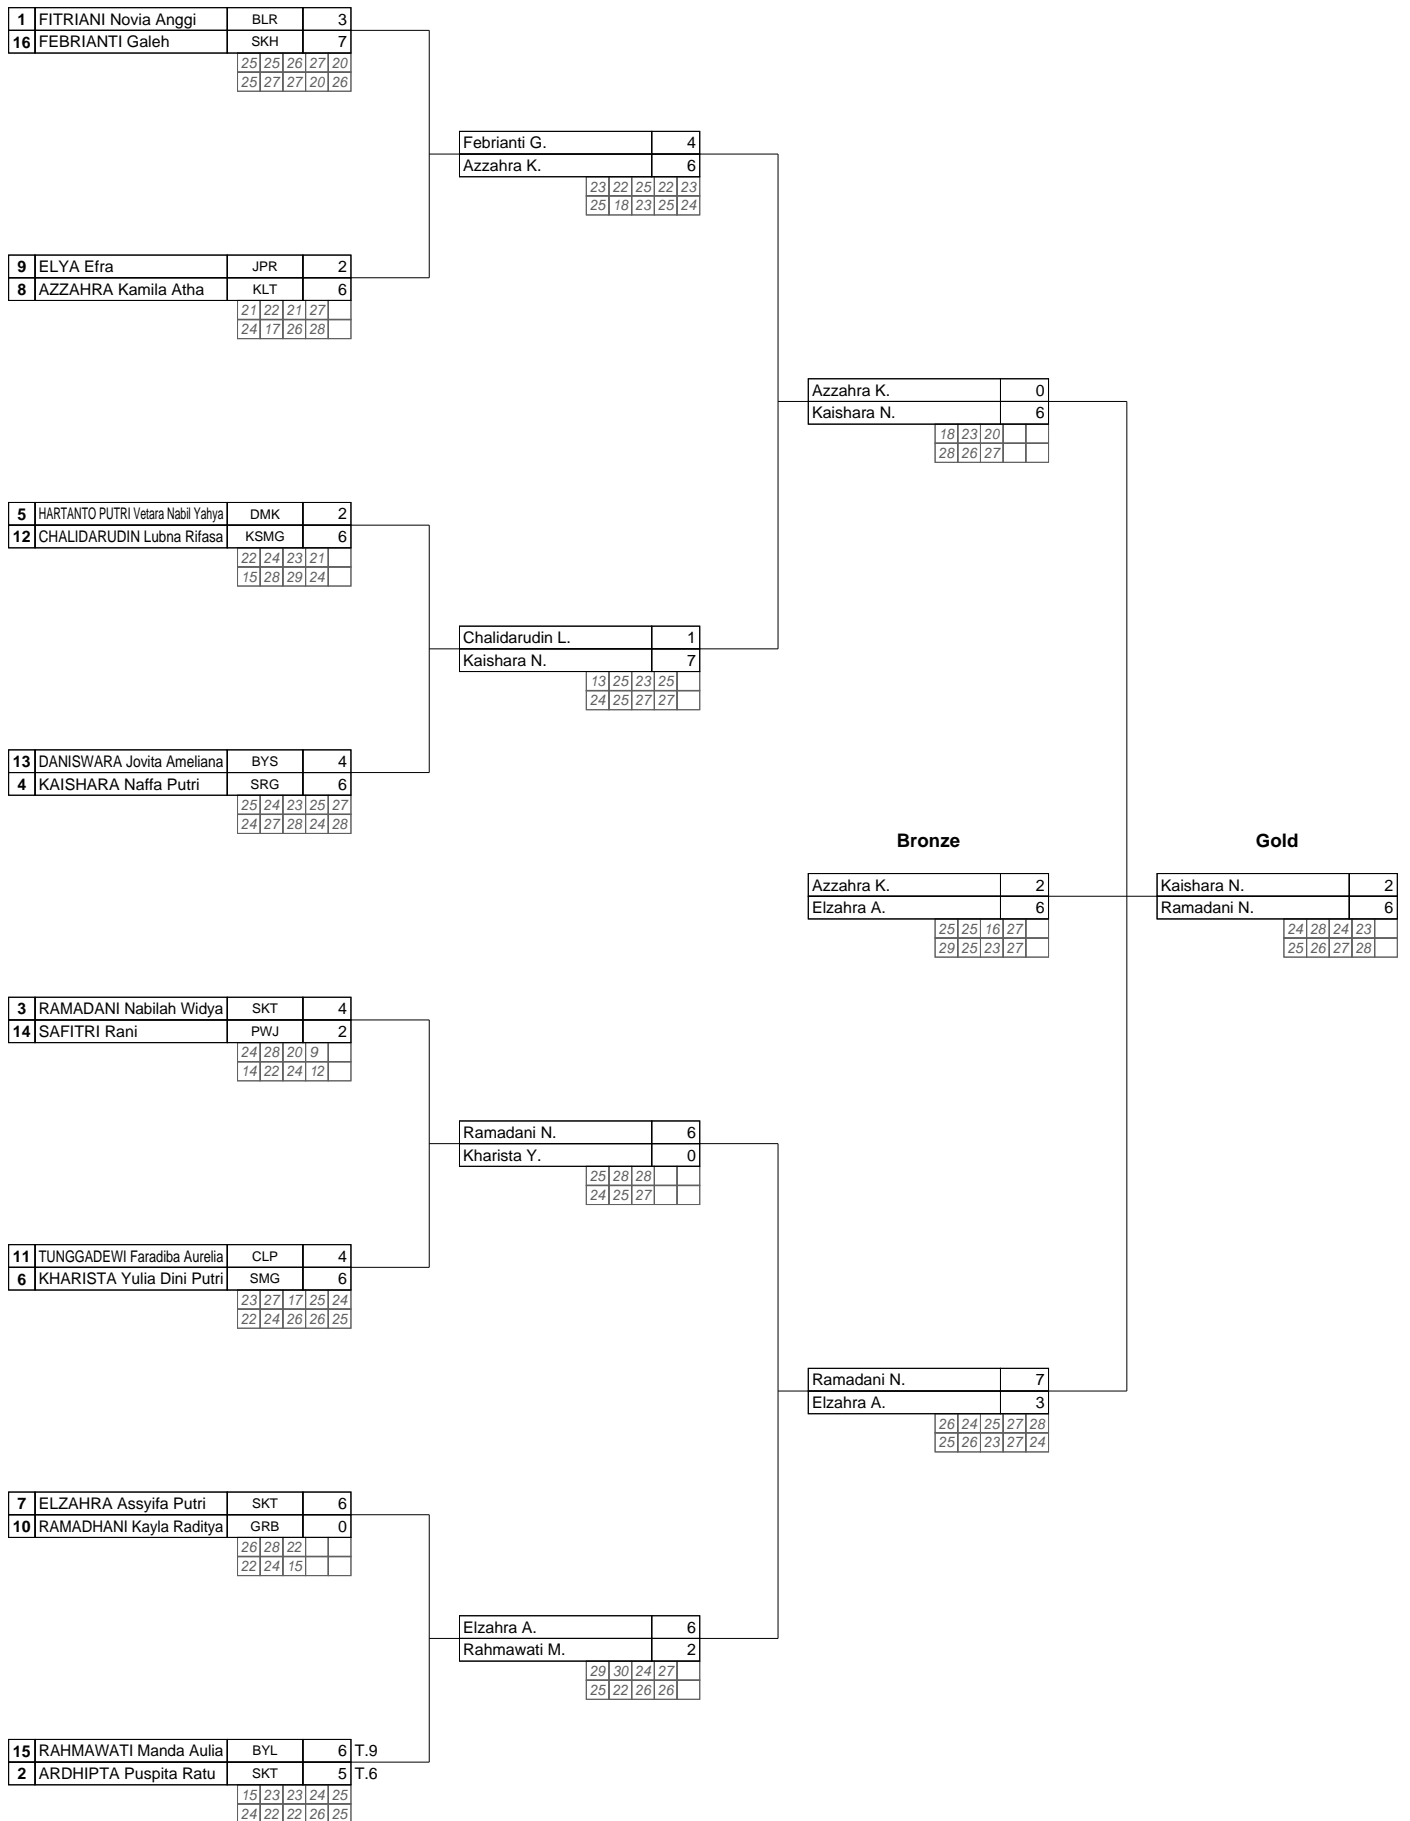 1 FITRIANI Novia Anggi BLR 3
16 FEBRIANTI Galeh SKH 7
25 25 26 27 20
25 27 27 20 26
Febrianti G. 4
Azzahra K. 6
23 22 25 22 23
25 18 23 25 24
9 ELYA Efra JPR 2
8 AZZAHRA Kamila Atha KLT 6
21 22 21 27
24 17 26 28
Azzahra K. 0
Kaishara N. 6
18 23 20
28 26 27
5 HARTANTO PUTRI Vetara Nabil Yahya DMK 2
12 CHALIDARUDIN Lubna Rifasa KSMG 6
22 24 23 21
15 28 29 24
Chalidarudin L. 1
Kaishara N. 7
13 25 23 25
24 25 27 27
13 DANISWARA Jovita Ameliana BYS 4
4 KAISHARA Naffa Putri SRG 6
25 24 23 25 27
24 27 28 24 28
Bronze Gold
Azzahra K. 2 Kaishara N. 2
Elzahra A. 6 Ramadani N. 6
25 25 16 27 24 28 24 23
29 25 23 27 25 26 27 28
3 RAMADANI Nabilah Widya SKT 4
14 SAFITRI Rani PWJ 2
24 28 20 9
14 22 24 12
Ramadani N. 6
Kharista Y. 0
25 28 28
24 25 27
11 TUNGGADEWI Faradiba Aurelia CLP 4
6 KHARISTA Yulia Dini Putri SMG 6
23 27 17 25 24
22 24 26 26 25
Ramadani N. 7
Elzahra A. 3
26 24 25 27 28
25 26 23 27 24
7 ELZAHRA Assyifa Putri SKT 6
10 RAMADHANI Kayla Raditya GRB 0
26 28 22
22 24 15
Elzahra A. 6
Rahmawati M. 2
29 30 24 27
25 22 26 26
15 RAHMAWATI Manda Aulia BYL 6 T.9
2 ARDHIPTA Puspita Ratu SKT 5 T.6
15 23 23 24 25
24 22 22 26 25